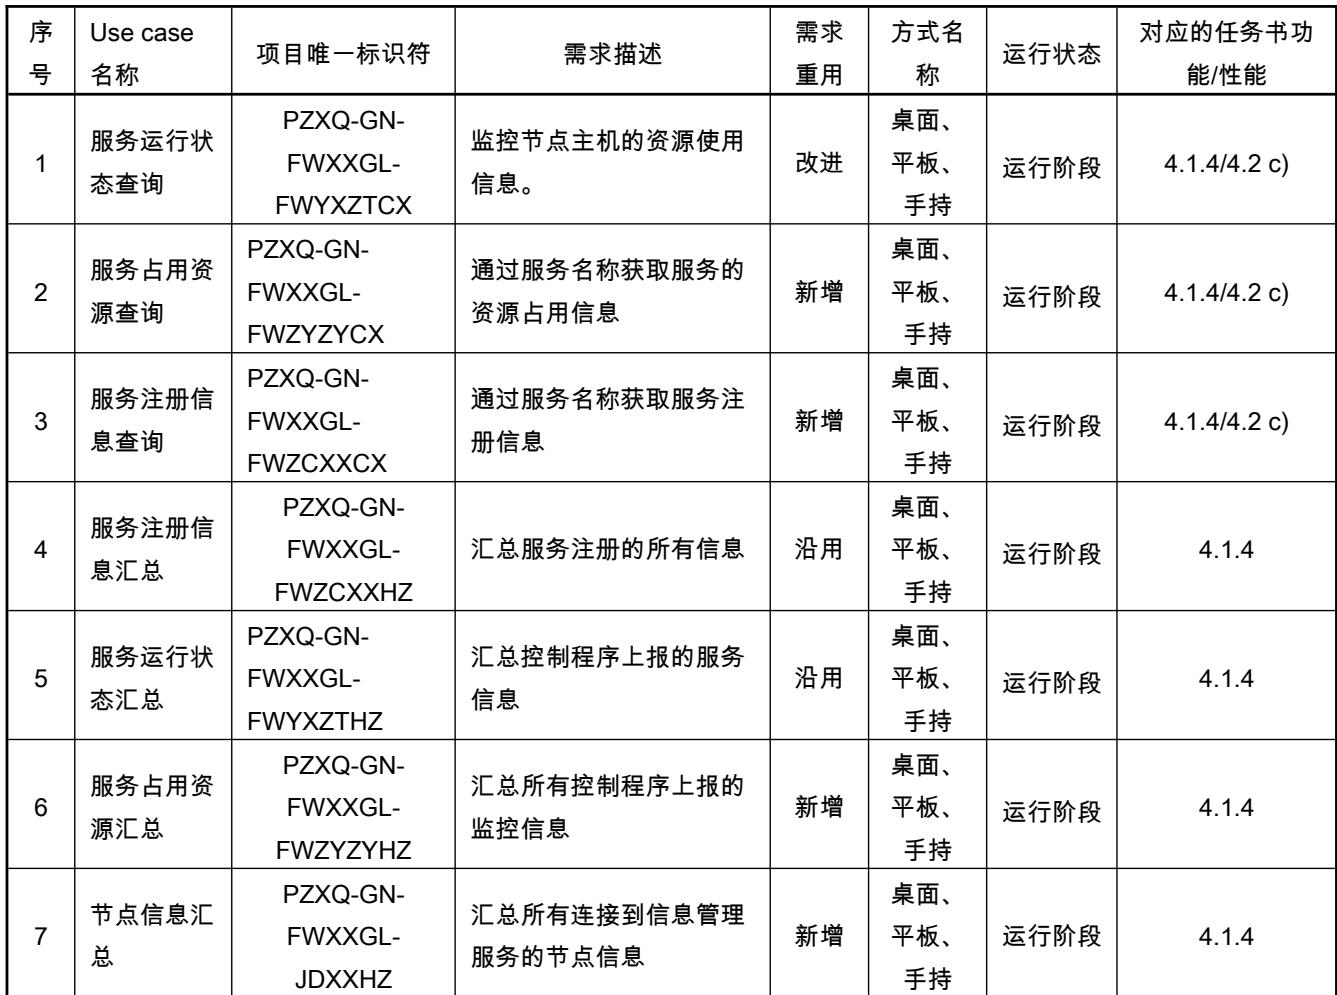 序号 Use case名称 项目唯一标识符 需求描述 需求重用 方式名称 运行状态 对应的任务书功能/性能
1 服务运行状态查询 PZXQ-GN-FWXXGL-FWYXZTCX 监控节点主机的资源使用信息。 改进 桌面、平板、手持 运行阶段 4.1.4/4.2 c)
2 服务占用资源查询 PZXQ-GN-FWXXGL-FWZYZYCX 通过服务名称获取服务的资源占用信息 新增 桌面、平板、手持 运行阶段 4.1.4/4.2 c)
3 服务注册信息查询 PZXQ-GN-FWXXGL-FWZCXXCX 通过服务名称获取服务注册信息 新增 桌面、平板、手持 运行阶段 4.1.4/4.2 c)
4 服务注册信息汇总 PZXQ-GN-FWXXGL-FWZCXXHZ 汇总服务注册的所有信息 沿用 桌面、平板、手持 运行阶段 4.1.4
5 服务运行状态汇总 PZXQ-GN-FWXXGL-FWYXZTHZ 汇总控制程序上报的服务信息 沿用 桌面、平板、手持 运行阶段 4.1.4
6 服务占用资源汇总 PZXQ-GN-FWXXGL-FWZYZYHZ 汇总所有控制程序上报的监控信息 新增 桌面、平板、手持 运行阶段 4.1.4
7 节点信息汇总 PZXQ-GN-FWXXGL-JDXXHZ 汇总所有连接到信息管理服务的节点信息 新增 桌面、平板、手持 运行阶段 4.1.4